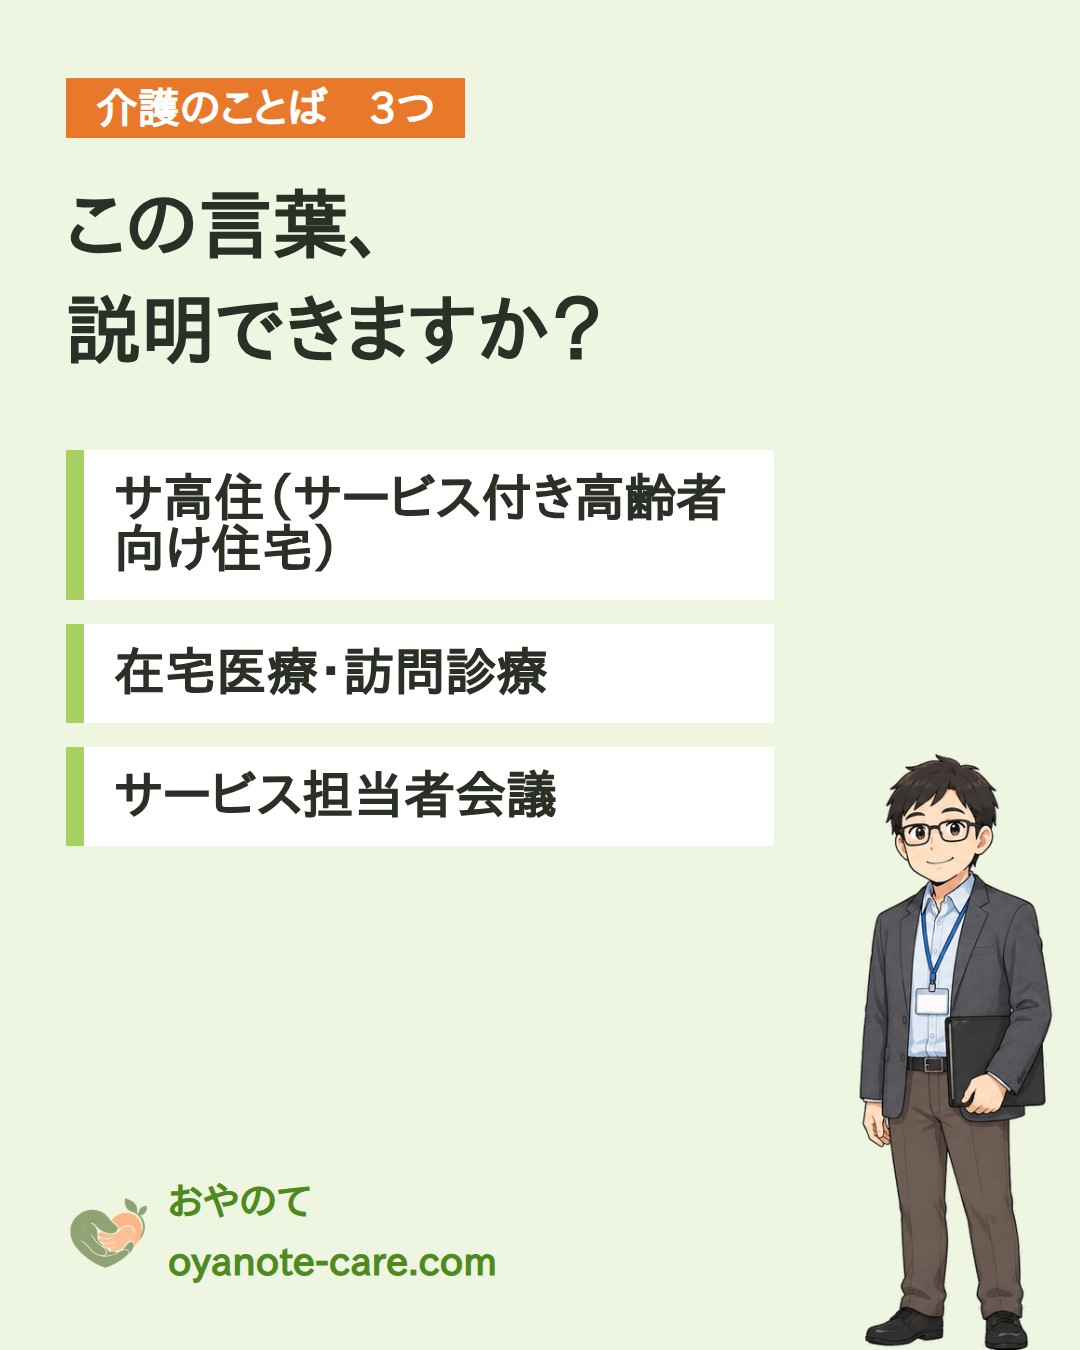 介護のことば　3つ
この言葉、
説明できますか？
サ高住（サービス付き高齢者
向け住宅）
在宅医療・訪問診療
サービス担当者会議
おやのて
oyanote-care.com